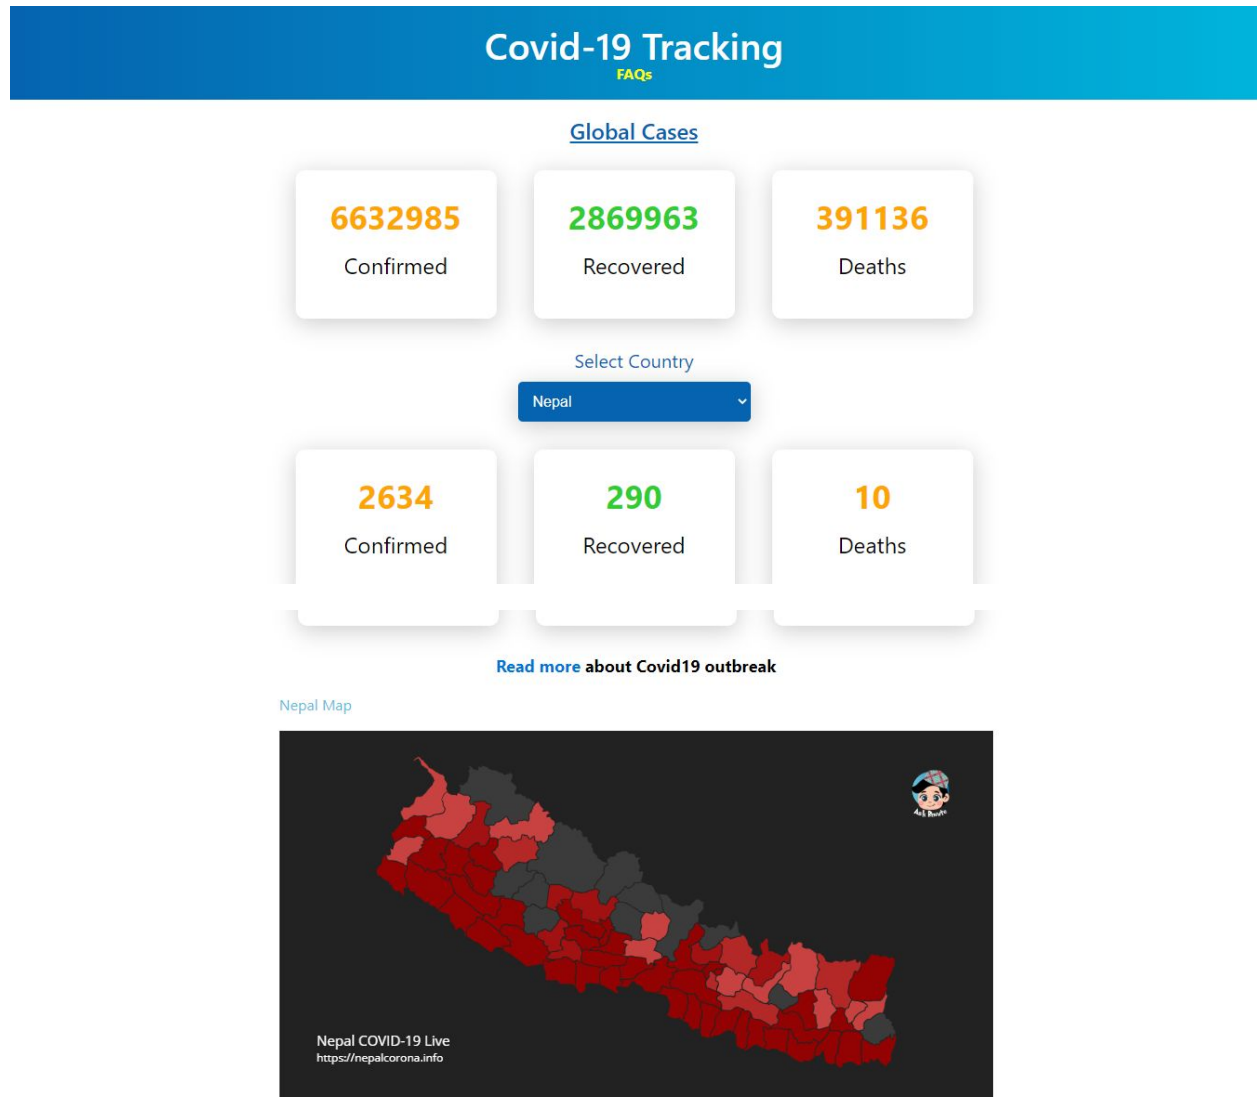 Covid-19 Tracking
FAQs
Global Cases
6632985 2869963 391136
Confirmed Recovered Deaths
Select Country
Nepal
2634 290 10
Confirmed Recovered Deaths
Read more about Covid19 outbreak
Nepal Map
Nepal COVID-19 Live
https://nepalcorona.info